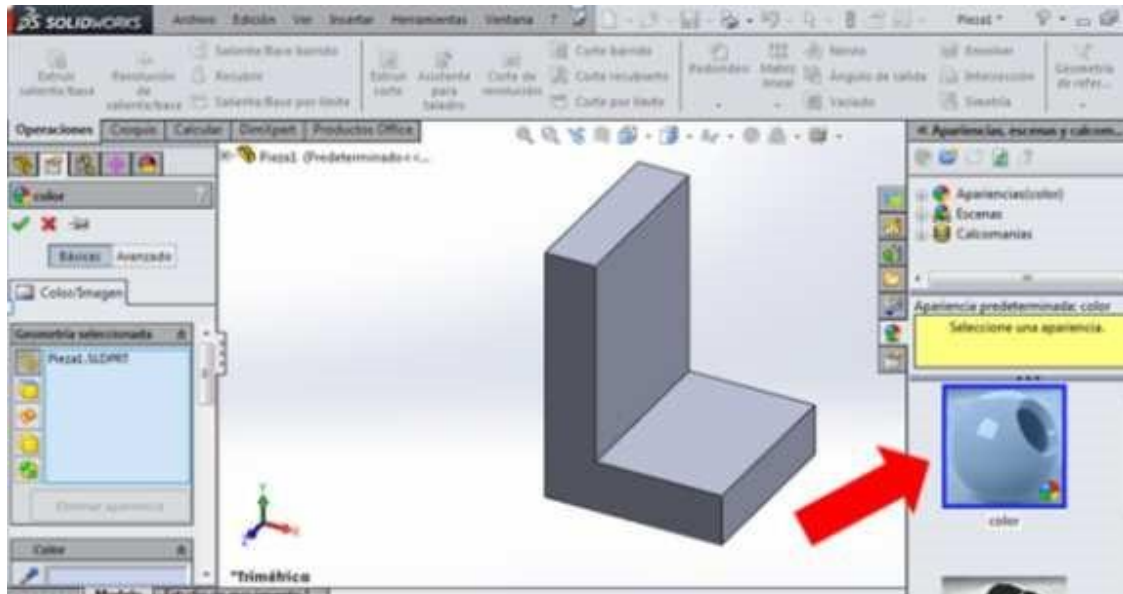 SOLIDWORKS Archivo Edición Ver Insertar Herramientas Ventana ? Pieza1 *
Extruir saliente/base
Revolución de saliente/base
Saliente/Base barrido
Recubrir
Saliente/Base por límite
Extruir corte
Asistente para taladro
Corte de revolución
Corte barrido
Corte recubierto
Corte por límite
Redondeo
Matriz lineal
Nervio
Ángulo de salida
Vaciado
Envolver
Intersección
Simetría
Geometría de refer...
Operaciones Croquis Calcular DimXpert Productos Office
Pieza1 (Predeterminado<<...
color ?
Básicas Avanzado
Color/Imagen
Geometría seleccionada
Pieza1.SLDPRT
Eliminar apariencia
Color
*Trimétrica
Apariencias, escenas y calcom...
Apariencias(color)
Escenas
Calcomanías
Apariencia predeterminada: color
Seleccione una apariencia.
color